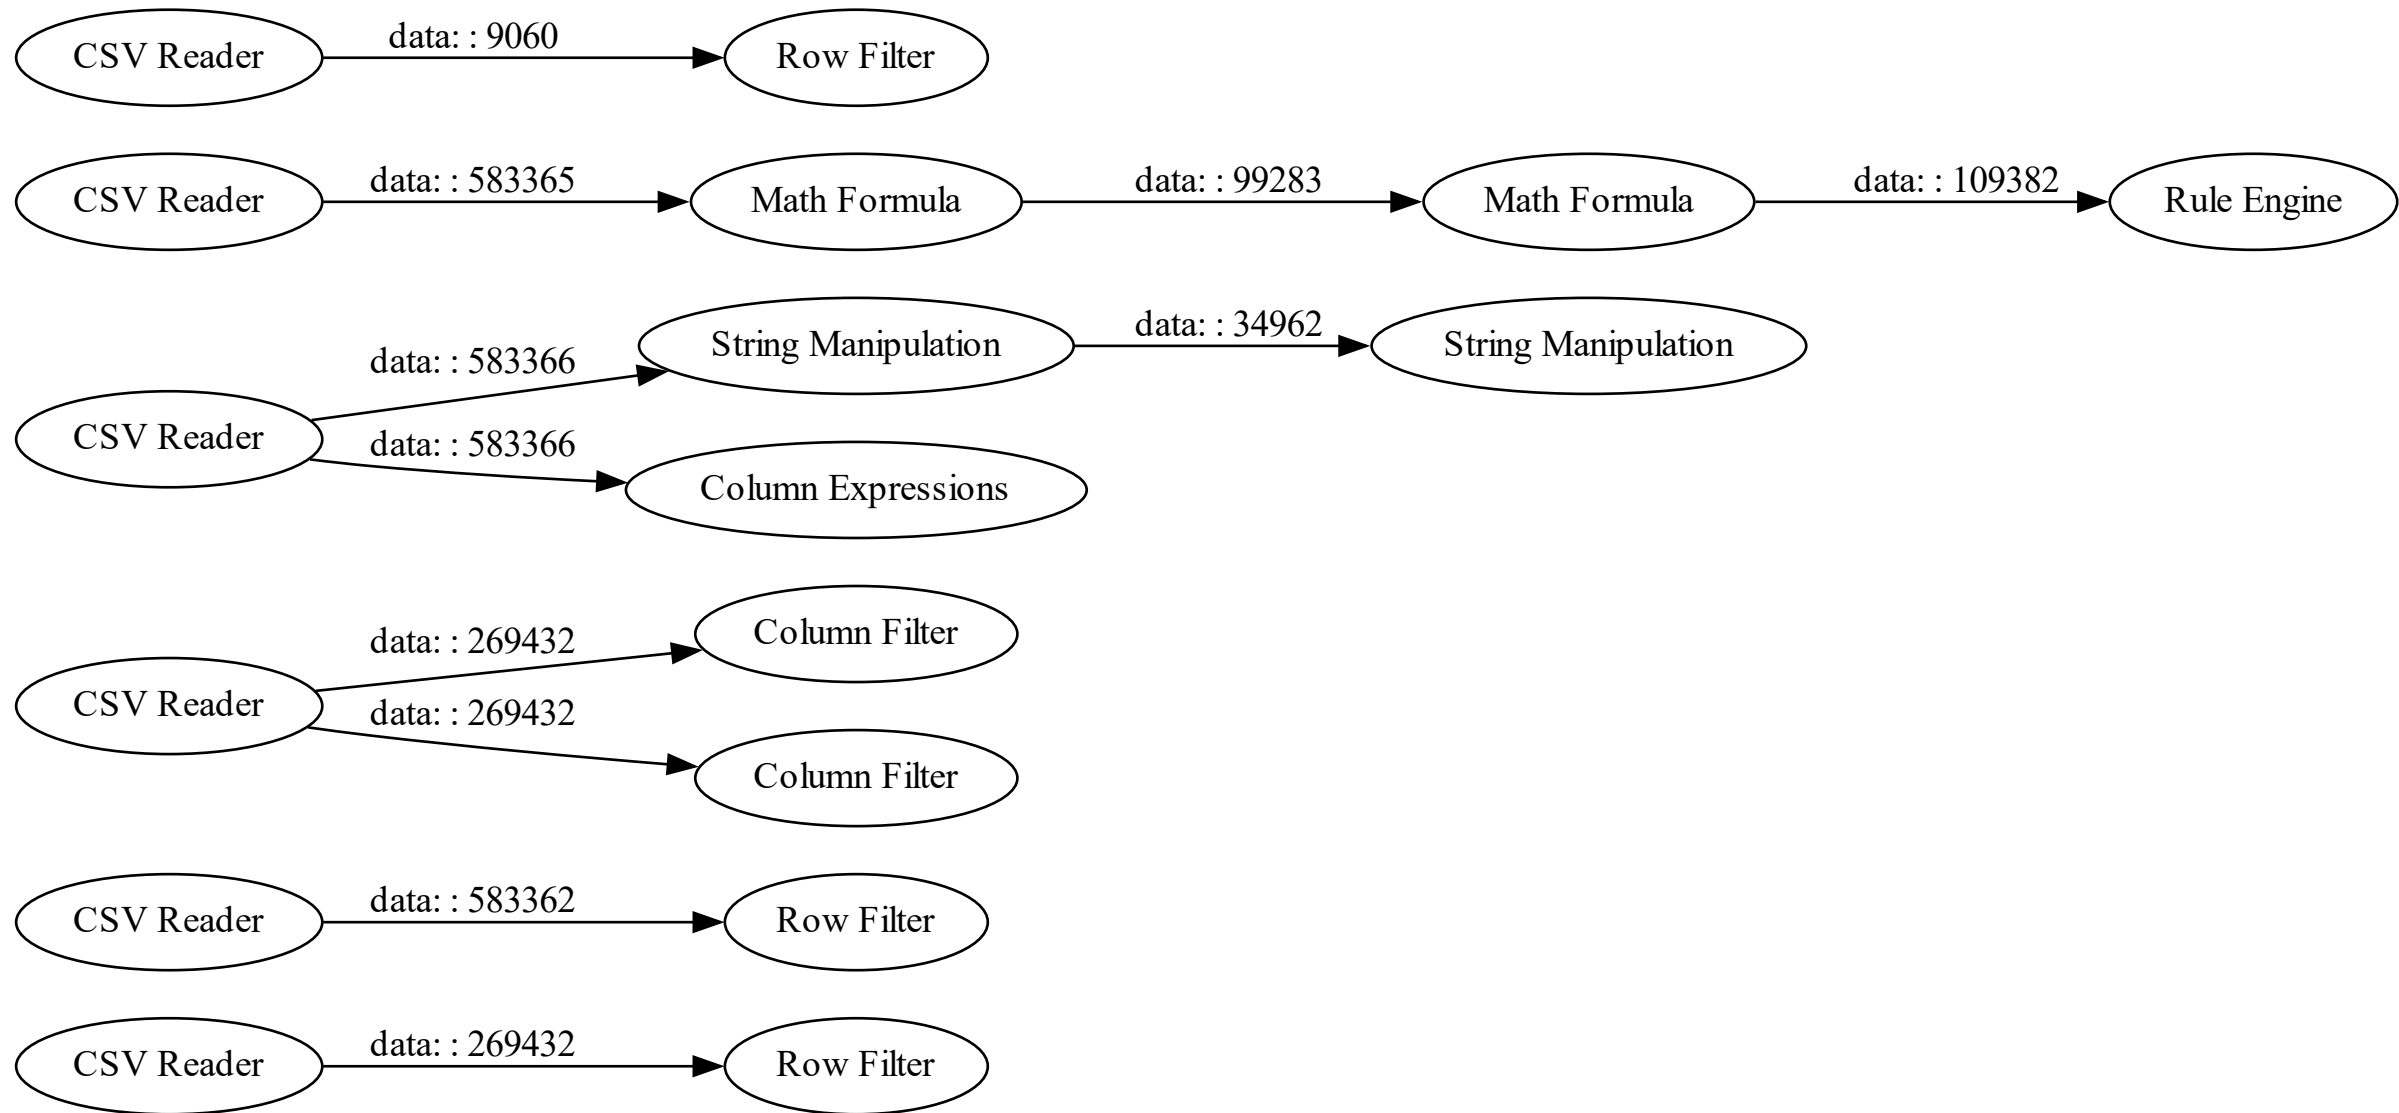 CSV Reader
data: : 9060
Row Filter
CSV Reader
data: : 583365
Math Formula
data: : 99283
Math Formula
data: : 109382
Rule Engine
CSV Reader
data: : 583366
String Manipulation
data: : 34962
String Manipulation
data: : 583366
Column Expressions
CSV Reader
data: : 269432
Column Filter
data: : 269432
Column Filter
CSV Reader
data: : 583362
Row Filter
CSV Reader
data: : 269432
Row Filter